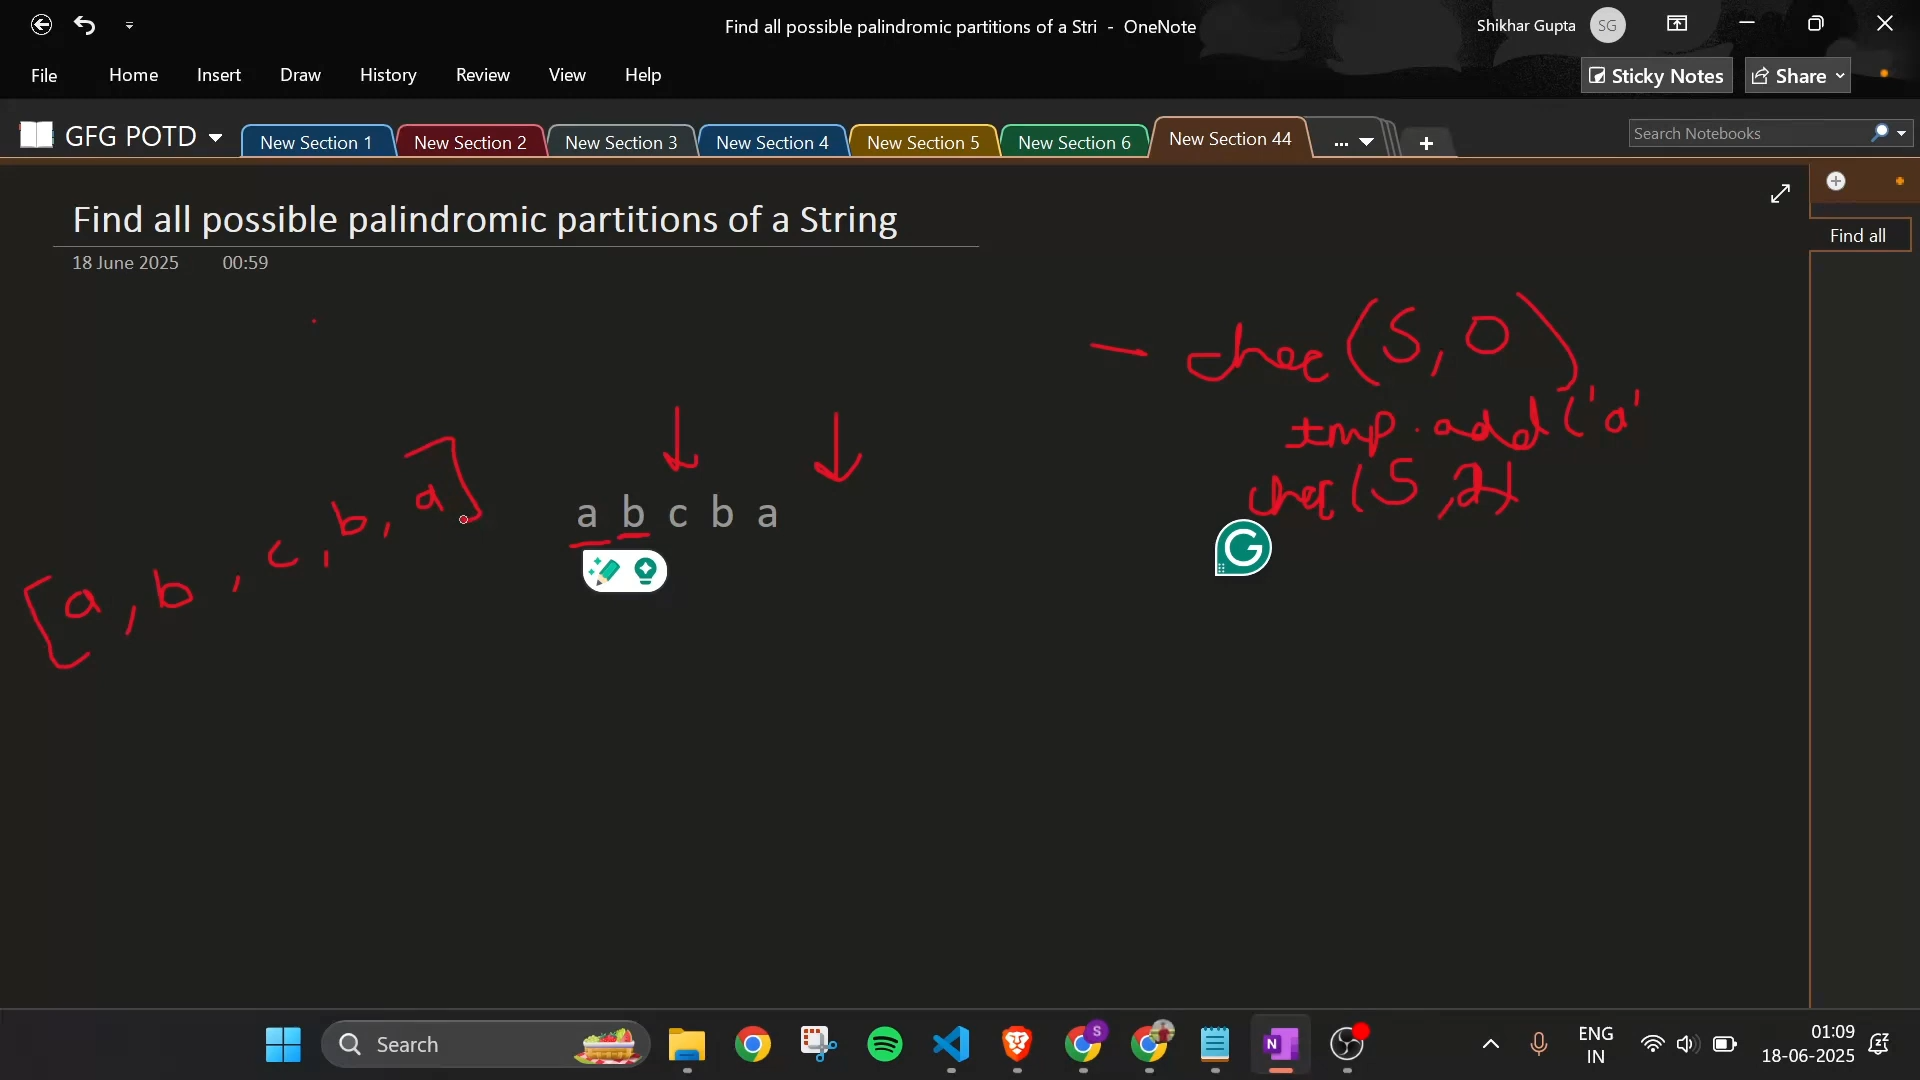 Find all possible palindromic partitions of a Stri - OneNote
Shikhar Gupta
SG
File Home Insert Draw History Review View Help
Sticky Notes
Share
GFG POTD
New Section 1
New Section 2
New Section 3
New Section 4
New Section 5
New Section 6
New Section 44
...
Search Notebooks
Find all possible palindromic partitions of a String
18 June 2025 00:59
Find all
(S, 0)
tmp.add('a'
(S, 2)
a b c b a
[a, b, c, b, a]
Search
ENG
IN
01:09
18-06-2025